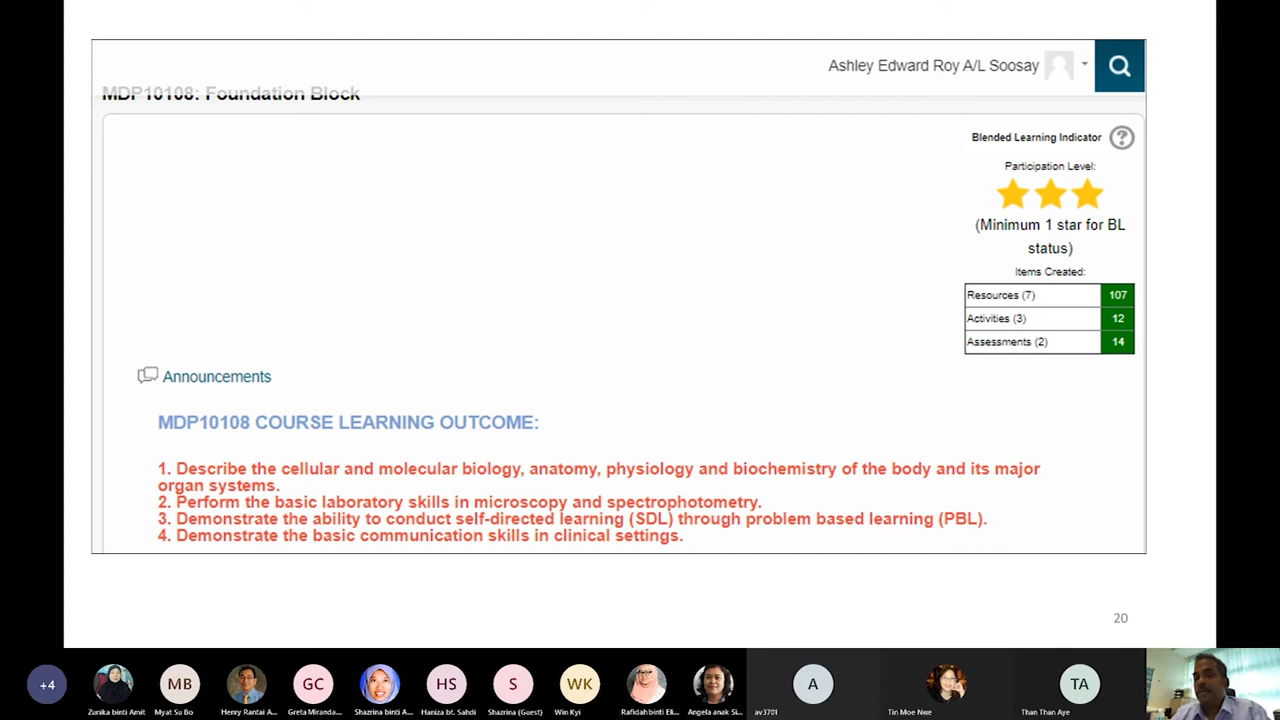 Ashley Edward Roy A/L Soosay
MDP10108: Foundation Block
Blended Learning Indicator
Participation Level:
(Minimum 1 star for BL
status)
Items Created:
Resources (7) 107
Activities (3) 12
Assessments (2) 14
Announcements
MDP10108 COURSE LEARNING OUTCOME:
1. Describe the cellular and molecular biology, anatomy, physiology and biochemistry of the body and its major
organ systems.
2. Perform the basic laboratory skills in microscopy and spectrophotometry.
3. Demonstrate the ability to conduct self-directed learning (SDL) through problem based learning (PBL).
4. Demonstrate the basic communication skills in clinical settings.
20
+4 MB GC HS S WK A TA
Zunika binti Amit Myat Su Bo Henry Rantai A... Greta Miranda... Shazrina binti A... Haniza bt. Sahdi Shazrina (Guest) Win Kyi Rafidah binti Eli... Angela anak Si... av3701 Tin Moe Nwe Than Than Aye